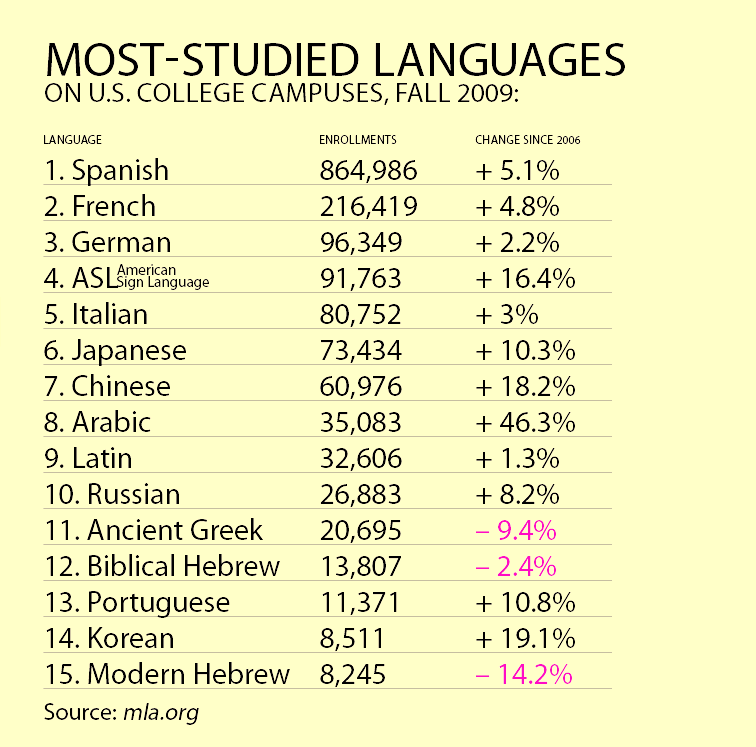 MOST-STUDIED LANGUAGES
ON U.S. COLLEGE CAMPUSES, FALL 2009:
LANGUAGE ENROLLMENTS CHANGE SINCE 2006
1. Spanish 864,986 + 5.1%
2. French 216,419 + 4.8%
3. German 96,349 + 2.2%
4. ASL American Sign Language 91,763 + 16.4%
5. Italian 80,752 + 3%
6. Japanese 73,434 + 10.3%
7. Chinese 60,976 + 18.2%
8. Arabic 35,083 + 46.3%
9. Latin 32,606 + 1.3%
10. Russian 26,883 + 8.2%
11. Ancient Greek 20,695 – 9.4%
12. Biblical Hebrew 13,807 – 2.4%
13. Portuguese 11,371 + 10.8%
14. Korean 8,511 + 19.1%
15. Modern Hebrew 8,245 – 14.2%
Source: mla.org